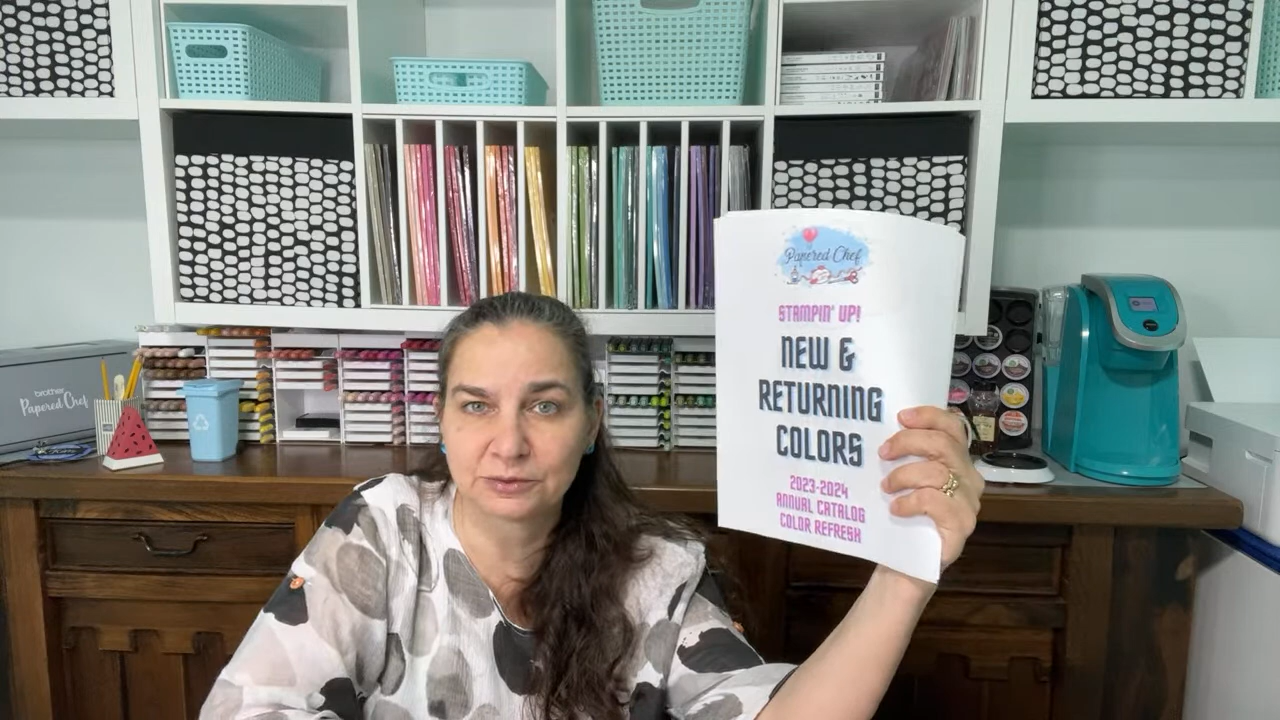 Papered Chef
STAMPIN' UP!
NEW &
RETURNING
COLORS
2023-2024
ANNUAL CATALOG
COLOR REFRESH
brother
Papered Chef